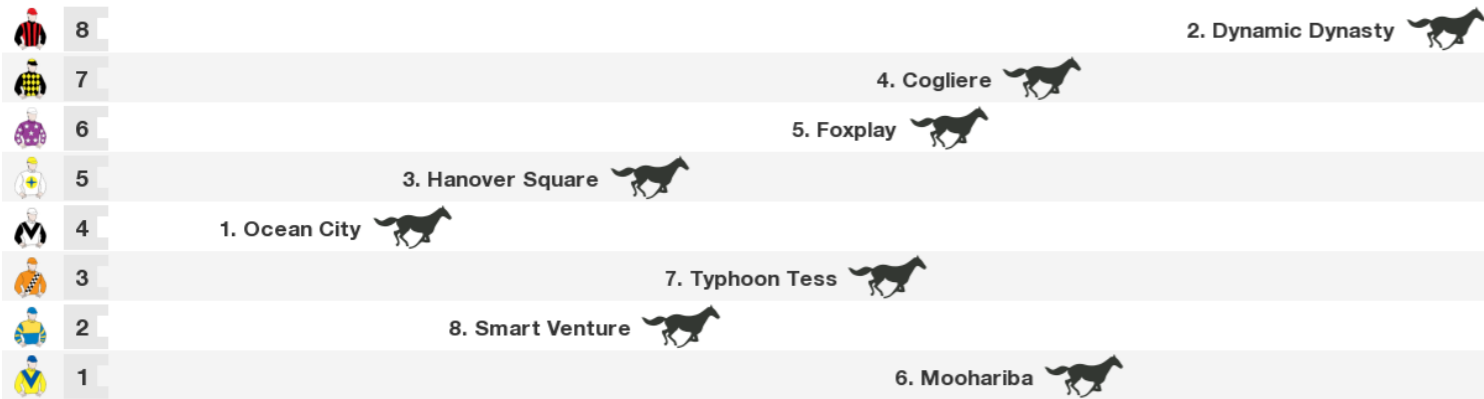 8 2. Dynamic Dynasty
7 4. Cogliere
6 5. Foxplay
5 3. Hanover Square
4 1. Ocean City
3 7. Typhoon Tess
2 8. Smart Venture
1 6. Moohariba